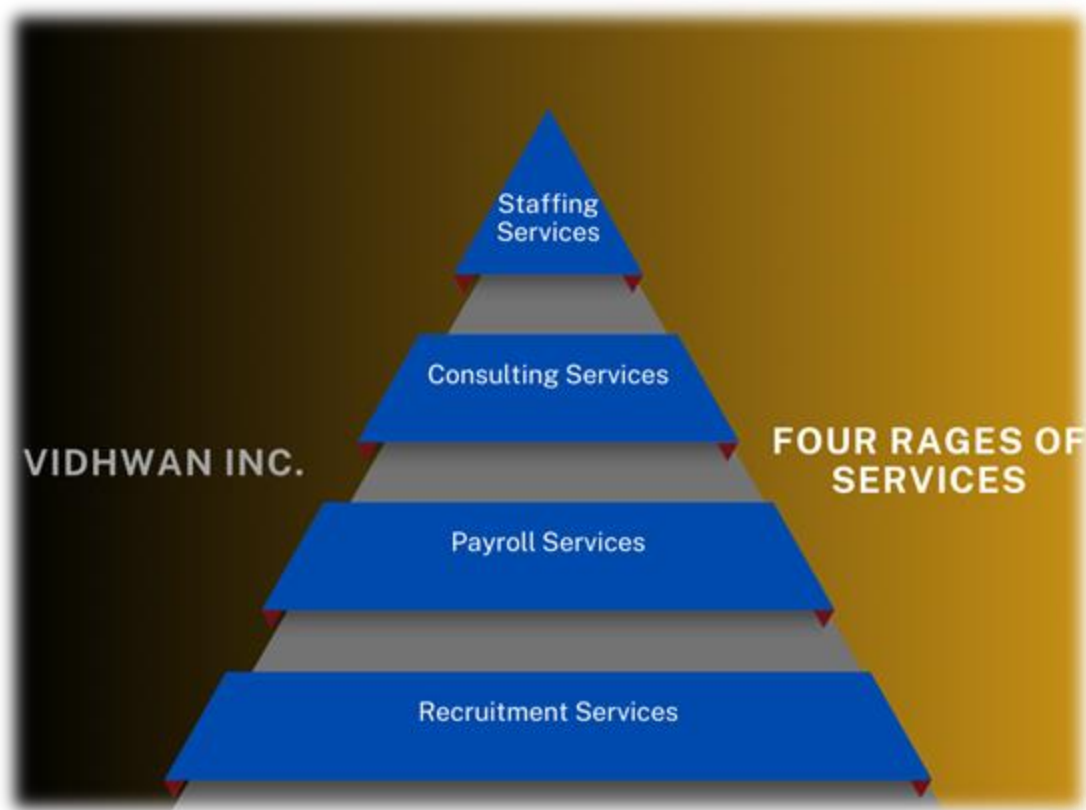 Staffing
Services
Consulting Services
VIDHWAN INC.
FOUR RAGES OF
SERVICES
Payroll Services
Recruitment Services